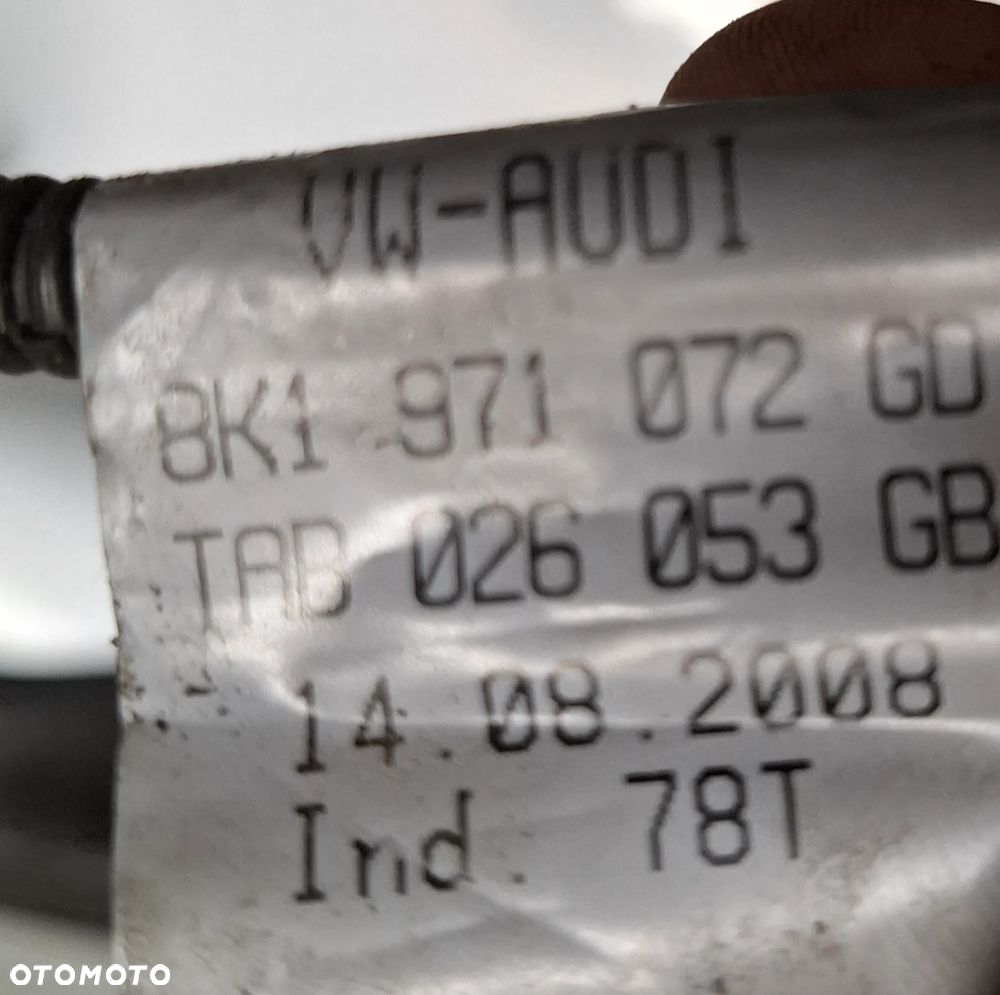 VW-AUDI
8K1 971 072 GD
TAB 026 053 GB
14.08.2008
Ind. 78T
OTOMOTO